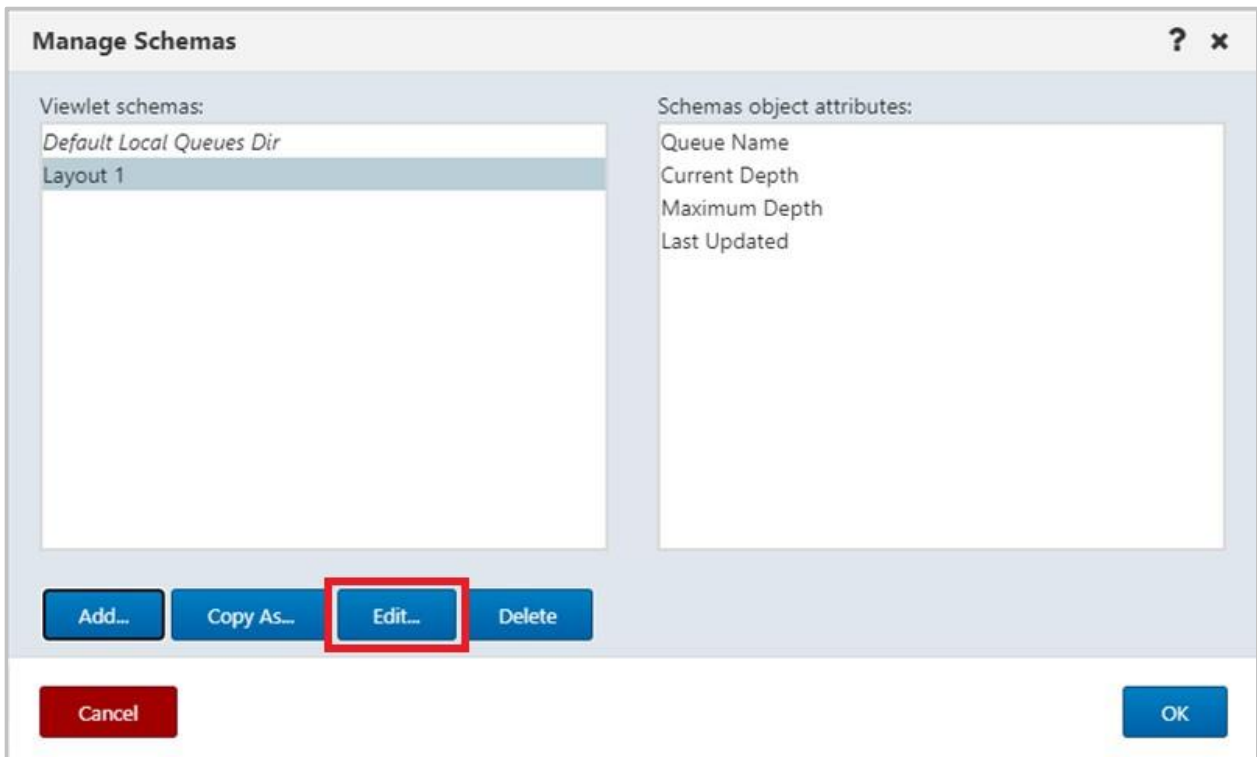 Manage Schemas
? ×
Viewlet schemas:
Default Local Queues Dir
Layout 1
Schemas object attributes:
Queue Name
Current Depth
Maximum Depth
Last Updated
Add...
Copy As...
Edit...
Delete
Cancel
OK